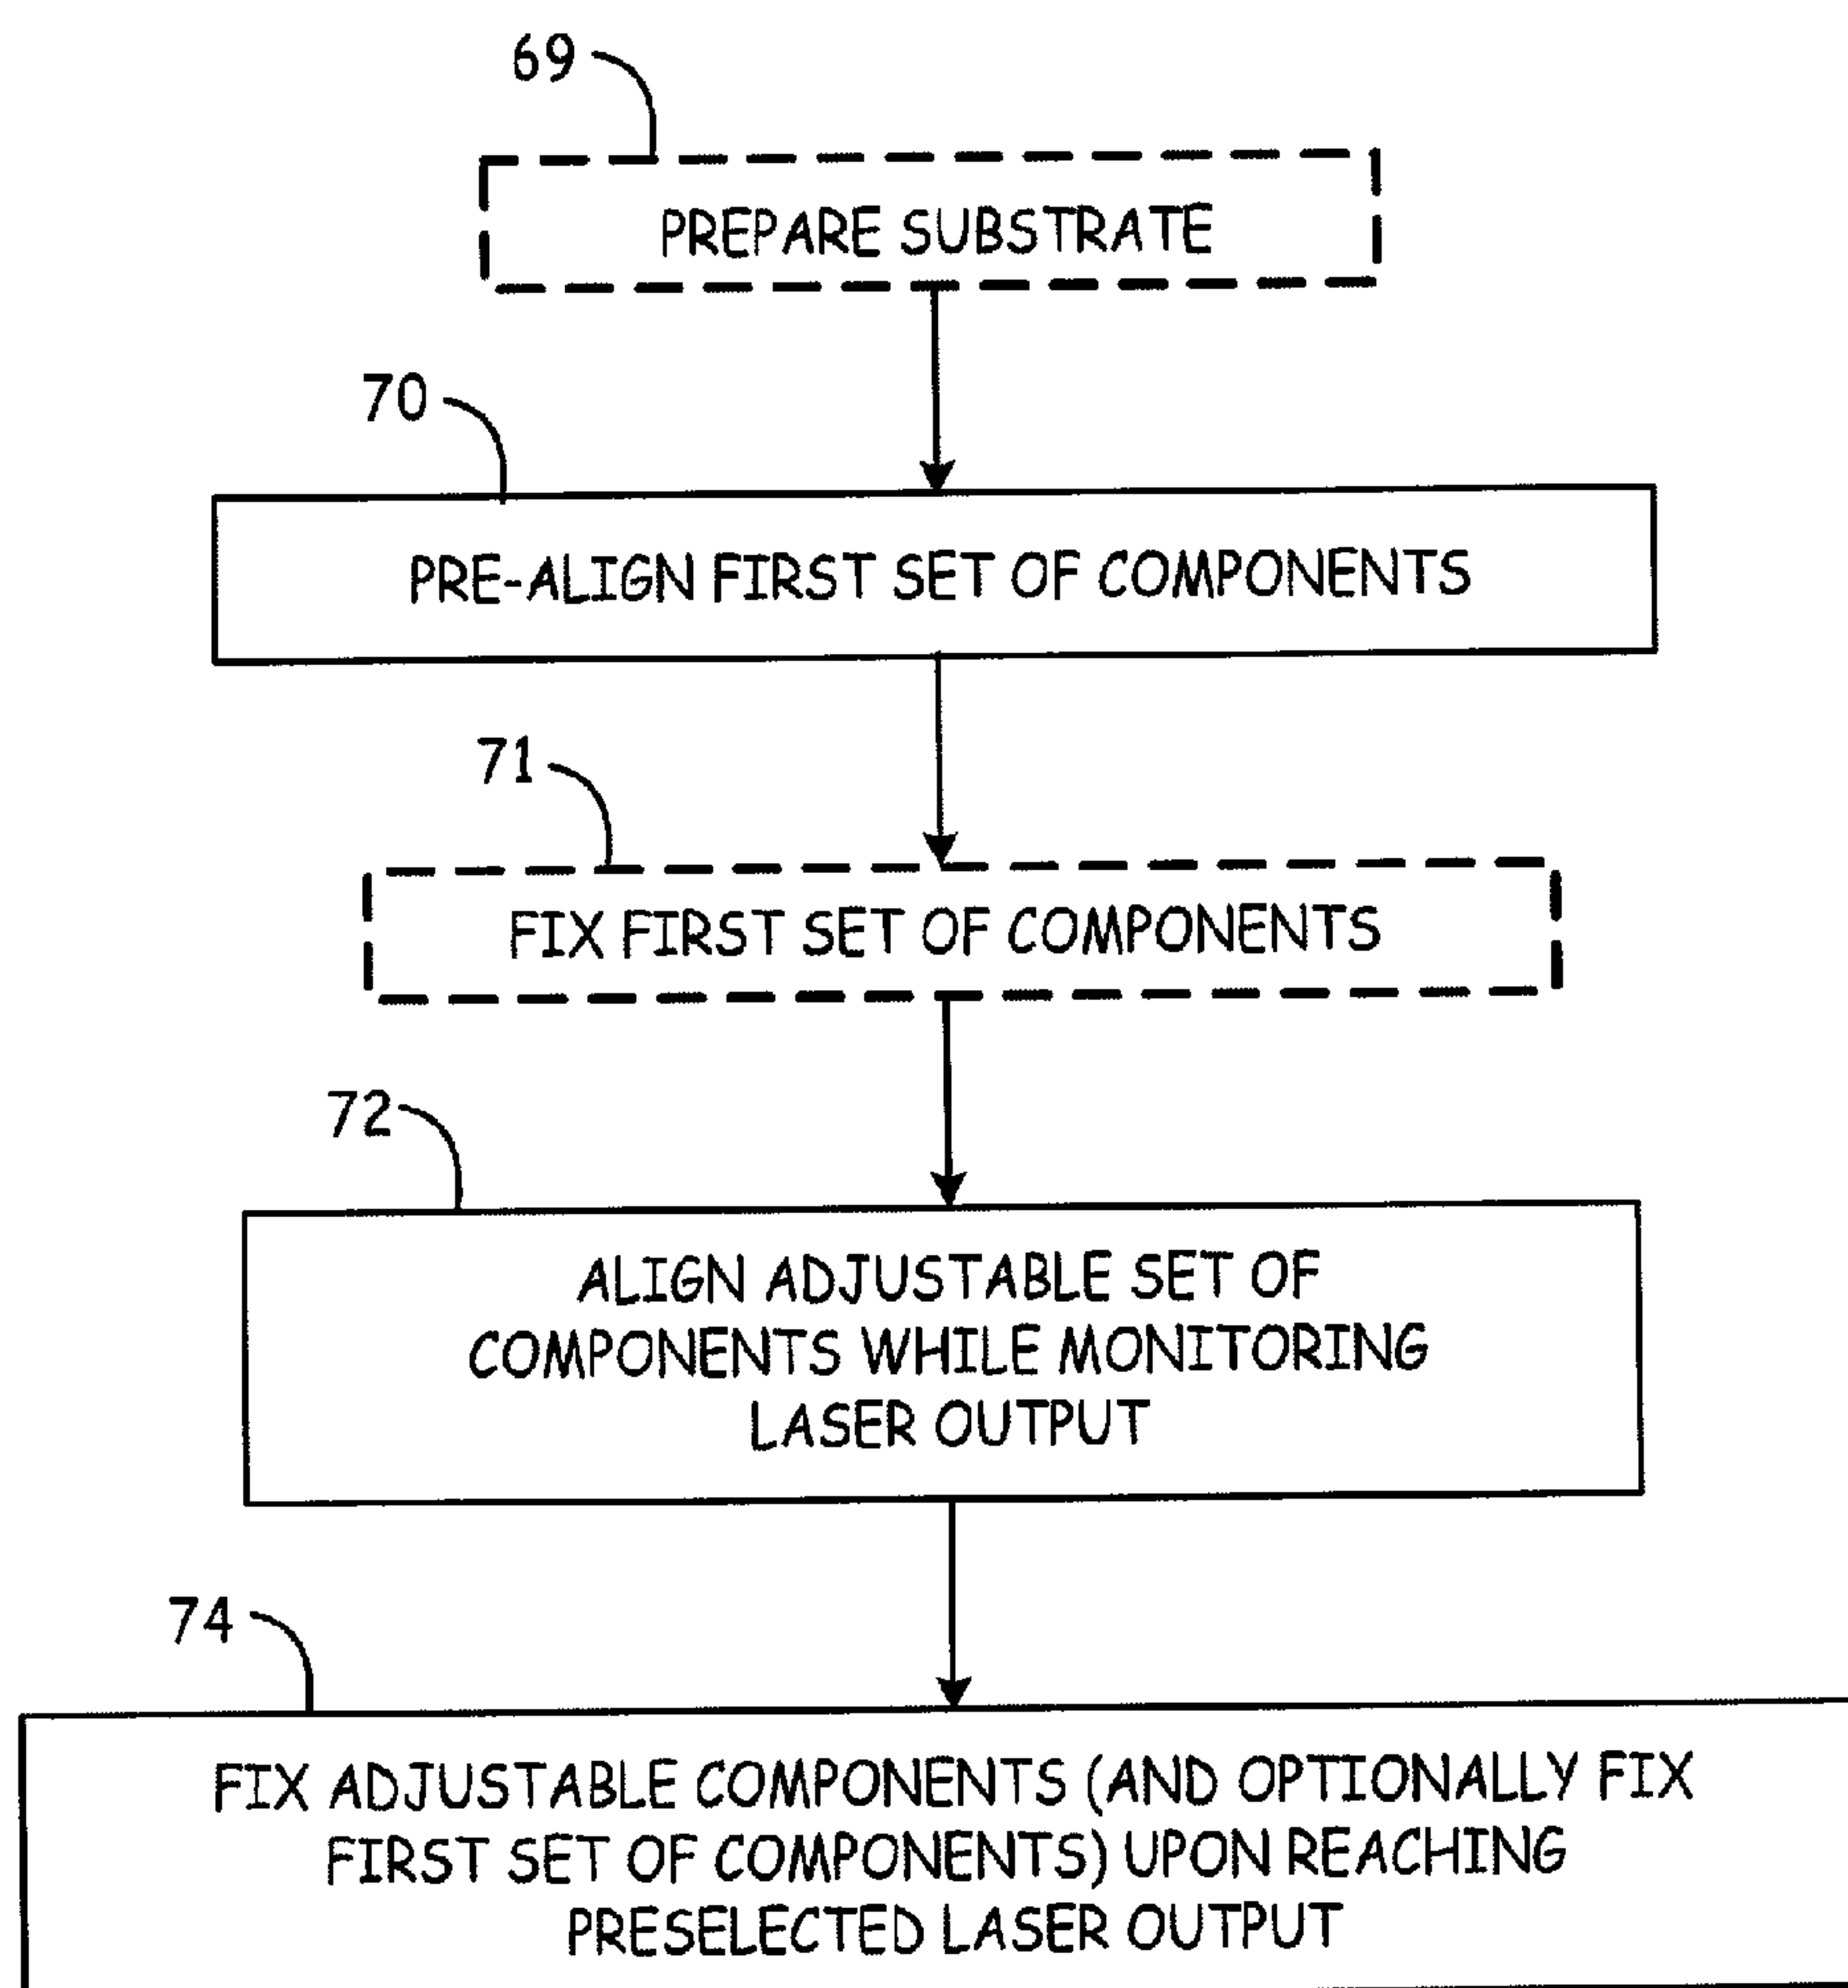 69
PREPARE SUBSTRATE
70
PRE-ALIGN FIRST SET OF COMPONENTS
71
FIX FIRST SET OF COMPONENTS
72
ALIGN ADJUSTABLE SET OF
COMPONENTS WHILE MONITORING
LASER OUTPUT
74
FIX ADJUSTABLE COMPONENTS (AND OPTIONALLY FIX
FIRST SET OF COMPONENTS) UPON REACHING
PRESELECTED LASER OUTPUT